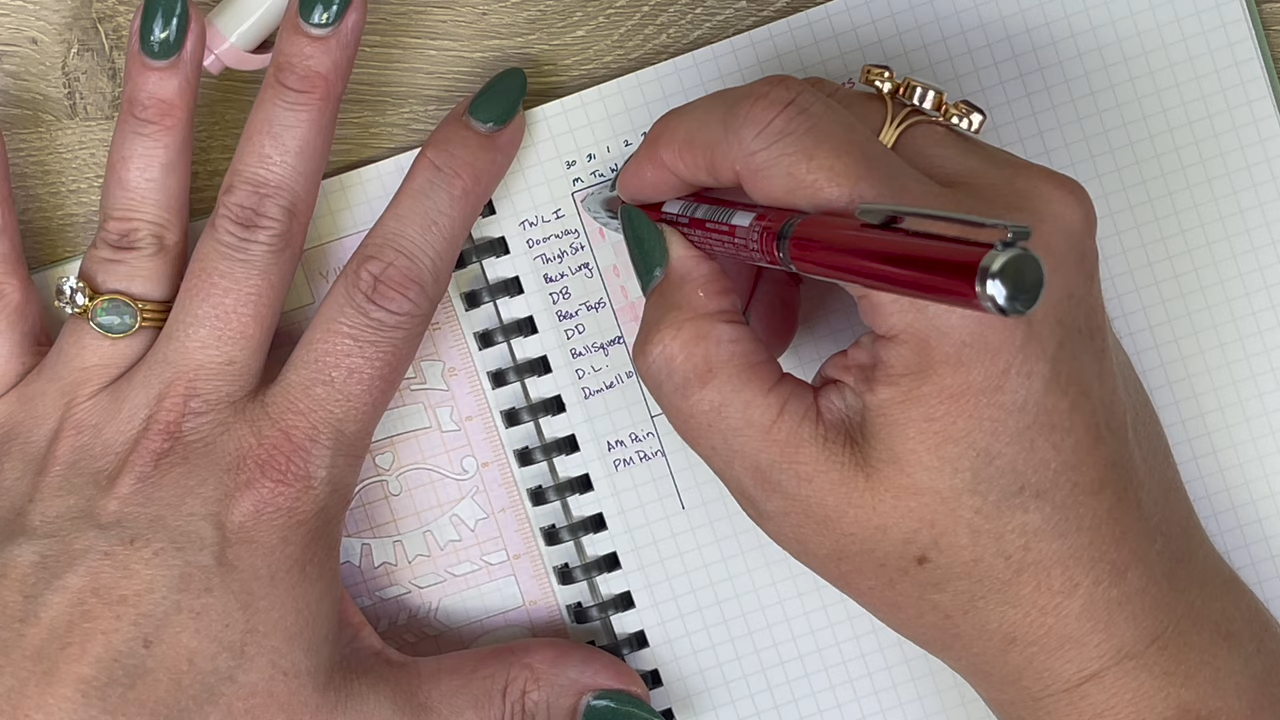 30 31 1 2
M Tu W
TWLI
Doorway
Thigh Sit
Back Lung
DB
Bear Taps
DD
Ball Squeeze
D.L.
Dumbell 10
AM Pain
PM Pain